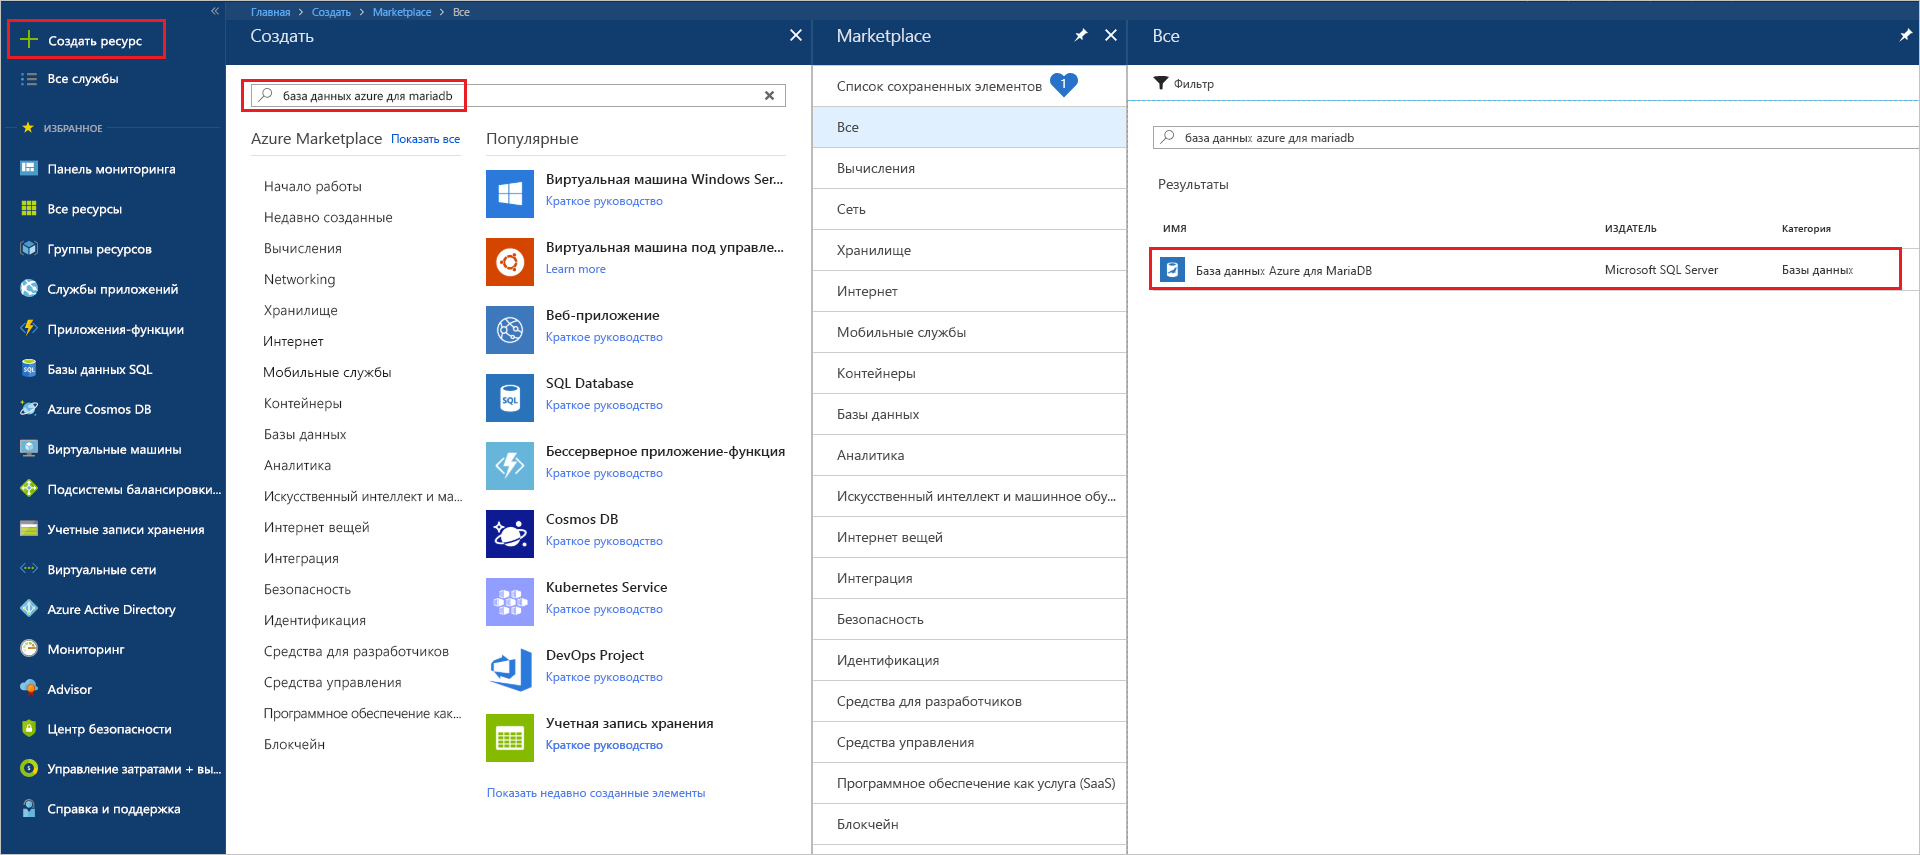 «
Создать ресурс
Все службы
ИЗБРАННОЕ
Панель мониторинга
Все ресурсы
Группы ресурсов
Службы приложений
Приложения-функции
Базы данных SQL
Azure Cosmos DB
Виртуальные машины
Подсистемы балансировки...
Учетные записи хранения
Виртуальные сети
Azure Active Directory
Мониторинг
Advisor
Центр безопасности
Управление затратами + вы...
Справка и поддержка
Главная > Создать > Marketplace > Все
Создать
база данных azure для mariadb
Azure Marketplace Показать все
Начало работы
Недавно созданные
Вычисления
Networking
Хранилище
Интернет
Мобильные службы
Контейнеры
Базы данных
Аналитика
Искусственный интеллект и ма...
Интернет вещей
Интеграция
Безопасность
Идентификация
Средства для разработчиков
Средства управления
Программное обеспечение как...
Блокчейн
Популярные
Виртуальная машина Windows Ser...
Краткое руководство
Виртуальная машина под управле...
Learn more
Веб-приложение
Краткое руководство
SQL
SQL Database
Краткое руководство
Бессерверное приложение-функция
Краткое руководство
Cosmos DB
Краткое руководство
Kubernetes Service
Краткое руководство
DevOps Project
Краткое руководство
Учетная запись хранения
Краткое руководство
Показать недавно созданные элементы
Marketplace
Список сохраненных элементов 1
Все
Вычисления
Сеть
Хранилище
Интернет
Мобильные службы
Контейнеры
Базы данных
Аналитика
Искусственный интеллект и машинное обу...
Интернет вещей
Интеграция
Безопасность
Идентификация
Средства для разработчиков
Средства управления
Программное обеспечение как услуга (SaaS)
Блокчейн
Все
Фильтр
база данных azure для mariadb
Результаты
ИМЯ ИЗДАТЕЛЬ Категория
База данных Azure для MariaDB Microsoft SQL Server Базы данных